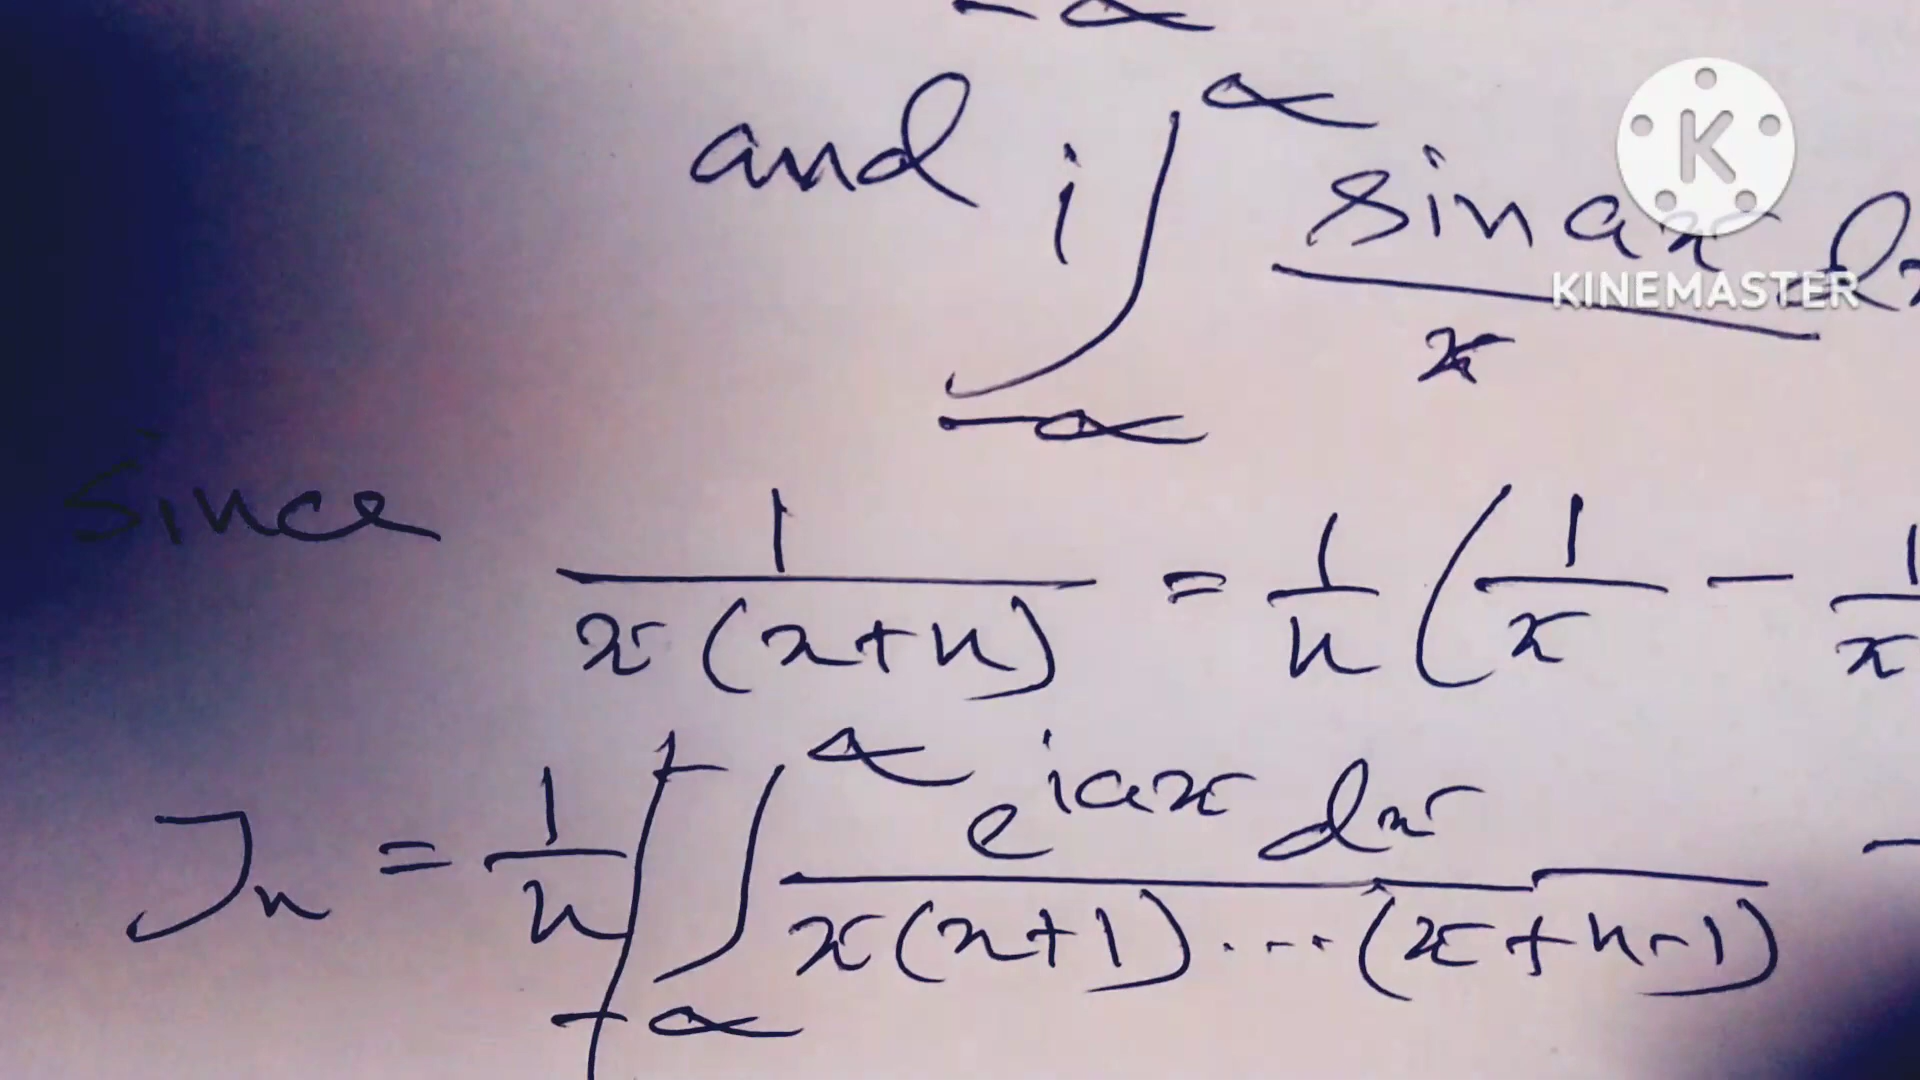 -∝
and i ∫_{-∝}^{∝} sin ax / x dx
K
KINEMASTER
since 1 / x(x+n) = 1/n ( 1/x - 1/x
J_n = 1/n [ ∫_{-∝}^{∝} e^{iax} dx / x(x+1)...(x+n-1) -